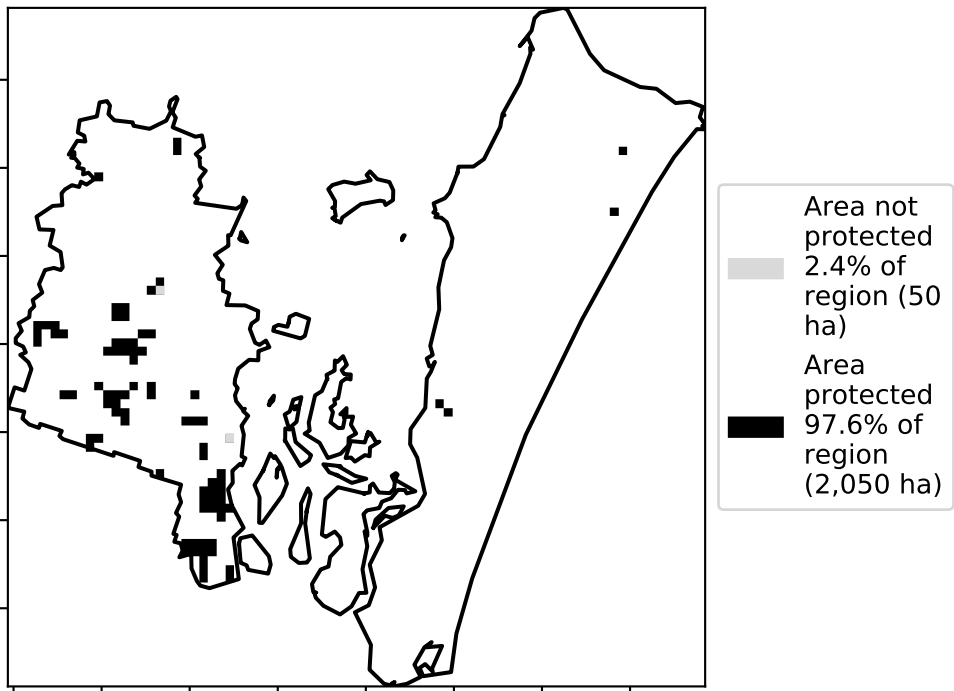 Area not
protected
2.4% of
region (50
ha)
Area
protected
97.6% of
region
(2,050 ha)